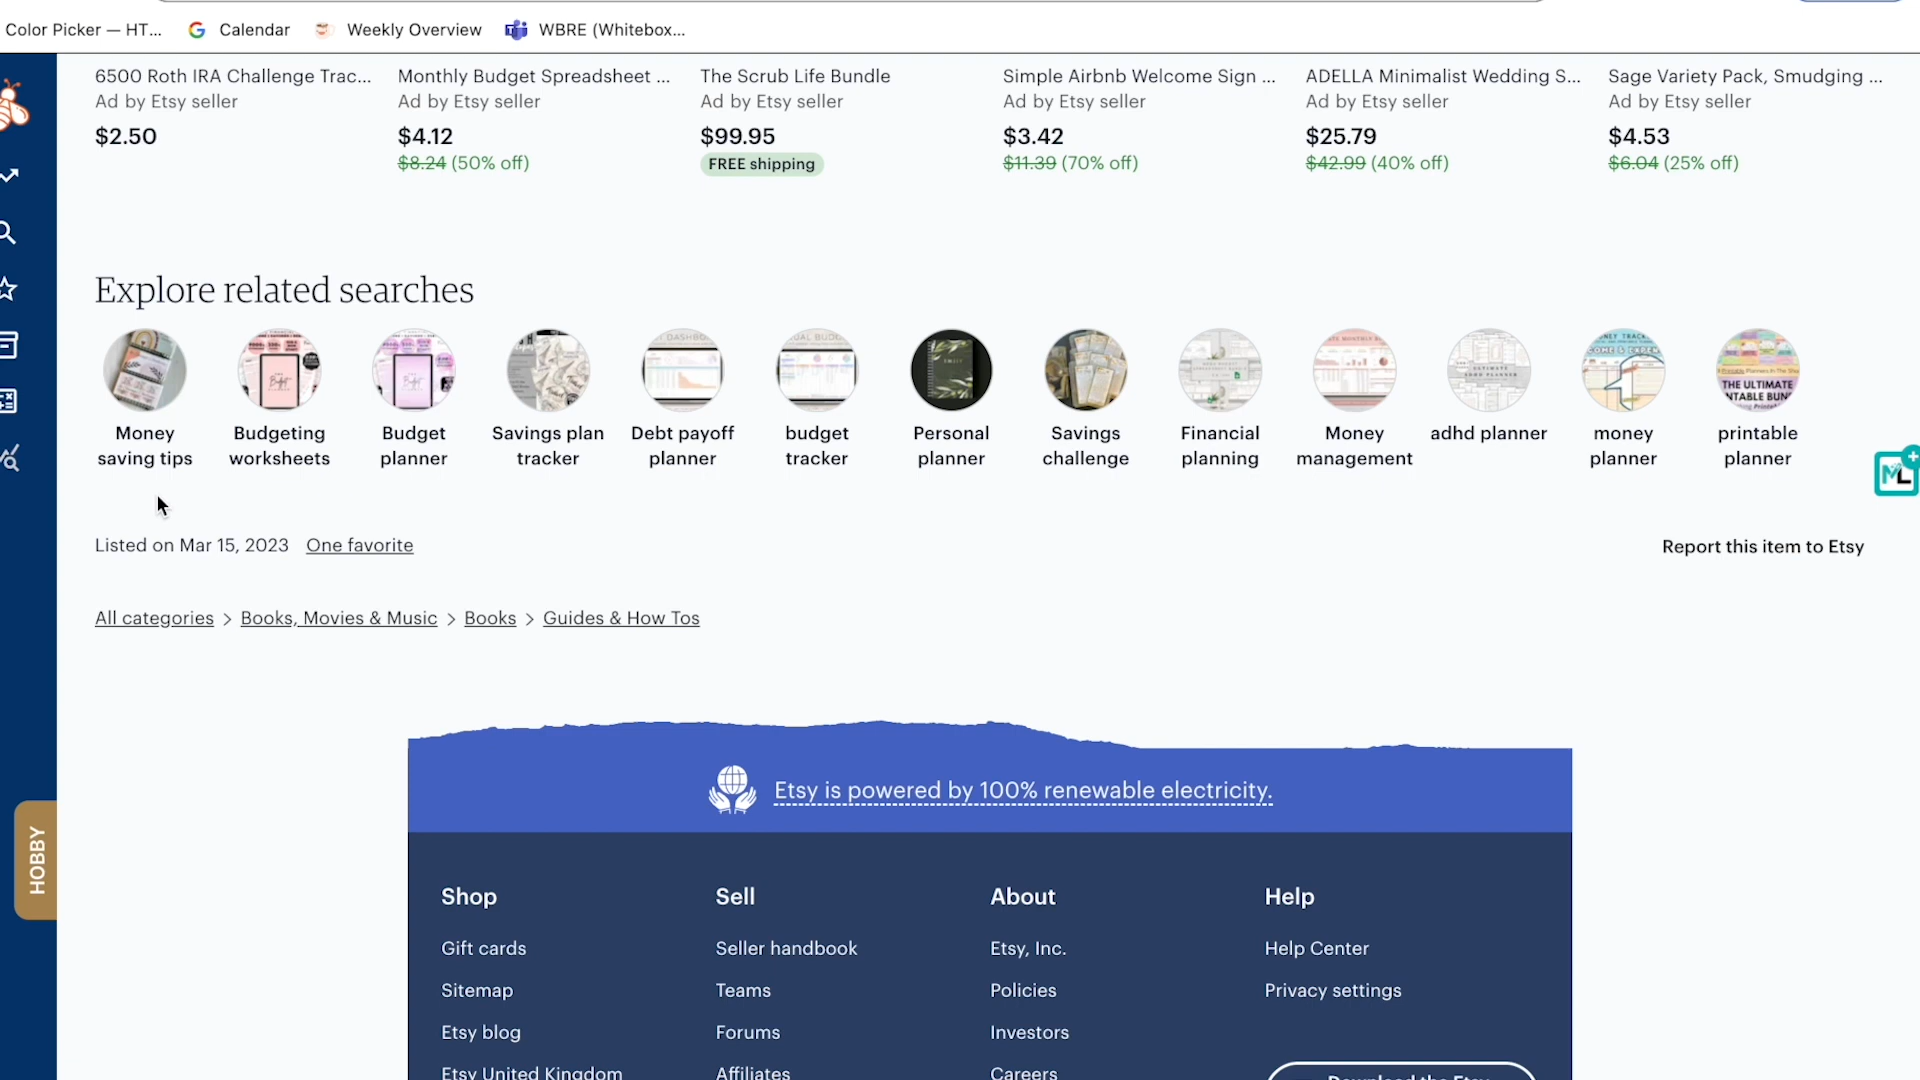 Color Picker — HT... Calendar Weekly Overview WBRE (Whitebox...
6500 Roth IRA Challenge Trac... Monthly Budget Spreadsheet ... The Scrub Life Bundle Simple Airbnb Welcome Sign ... ADELLA Minimalist Wedding S... Sage Variety Pack, Smudging ...
Ad by Etsy seller Ad by Etsy seller Ad by Etsy seller Ad by Etsy seller Ad by Etsy seller Ad by Etsy seller
$2.50 $4.12 $99.95 $3.42 $25.79 $4.53
$8.24 (50% off) FREE shipping $11.39 (70% off) $42.99 (40% off) $6.04 (25% off)
Explore related searches
THE ULTIMATE
Money saving tips
Budgeting worksheets
Budget planner
Savings plan tracker
Debt payoff planner
budget tracker
Personal planner
Savings challenge
Financial planning
Money management
adhd planner
money planner
printable planner
ML
Listed on Mar 15, 2023 One favorite Report this item to Etsy
All categories > Books, Movies & Music > Books > Guides & How Tos
Etsy is powered by 100% renewable electricity.
HOBBY
Shop Sell About Help
Gift cards Seller handbook Etsy, Inc. Help Center
Sitemap Teams Policies Privacy settings
Etsy blog Forums Investors
Etsy United Kingdom Affiliates Careers Download the Etsy